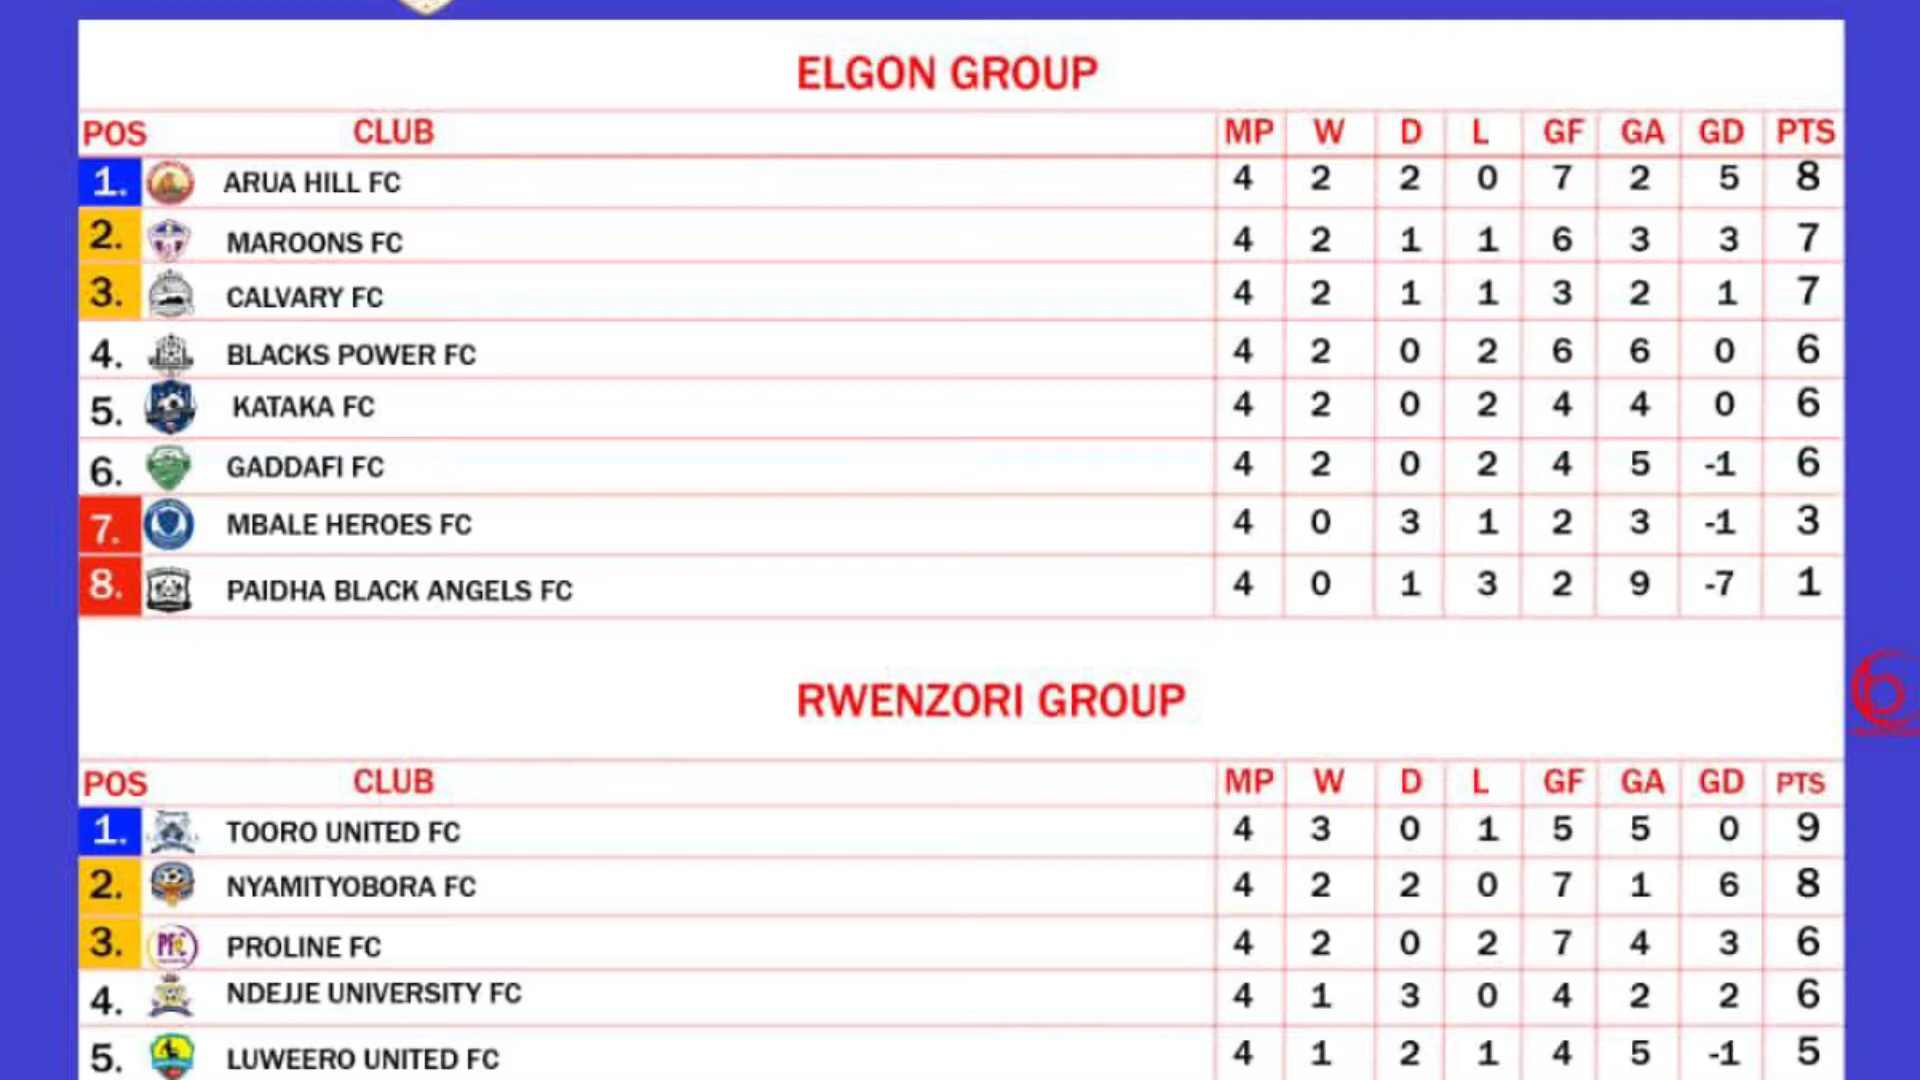 ELGON GROUP
POS CLUB MP W D L GF GA GD PTS
1. ARUA HILL FC 4 2 2 0 7 2 5 8
2. MAROONS FC 4 2 1 1 6 3 3 7
3. CALVARY FC 4 2 1 1 3 2 1 7
4. BLACKS POWER FC 4 2 0 2 6 6 0 6
5. KATAKA FC 4 2 0 2 4 4 0 6
6. GADDAFI FC 4 2 0 2 4 5 -1 6
7. MBALE HEROES FC 4 0 3 1 2 3 -1 3
8. PAIDHA BLACK ANGELS FC 4 0 1 3 2 9 -7 1
RWENZORI GROUP
POS CLUB MP W D L GF GA GD PTS
1. TOORO UNITED FC 4 3 0 1 5 5 0 9
2. NYAMITYOBORA FC 4 2 2 0 7 1 6 8
3. PFC PROLINE FC 4 2 0 2 7 4 3 6
4. NDEJJE UNIVERSITY FC 4 1 3 0 4 2 2 6
5. LUWEERO UNITED FC 4 1 2 1 4 5 -1 5